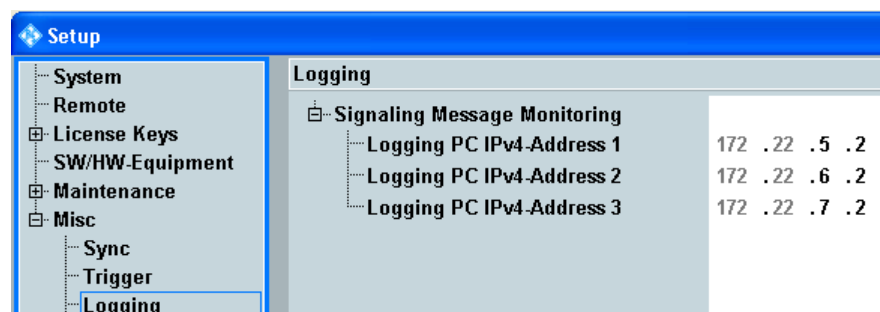 Setup
System
Remote
License Keys
SW/HW-Equipment
Maintenance
Misc
Sync
Trigger
Logging
Logging
Signaling Message Monitoring
Logging PC IPv4-Address 1 172 .22 .5 .2
Logging PC IPv4-Address 2 172 .22 .6 .2
Logging PC IPv4-Address 3 172 .22 .7 .2